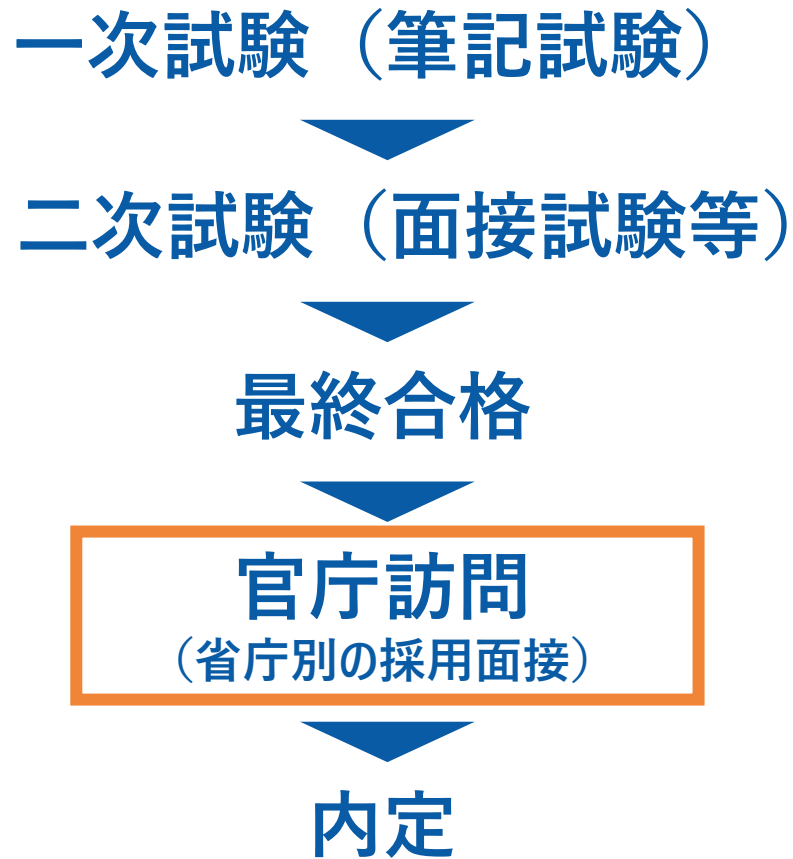 一次試験（筆記試験）
二次試験（面接試験等）
最終合格
官庁訪問
（省庁別の採用面接）
内定